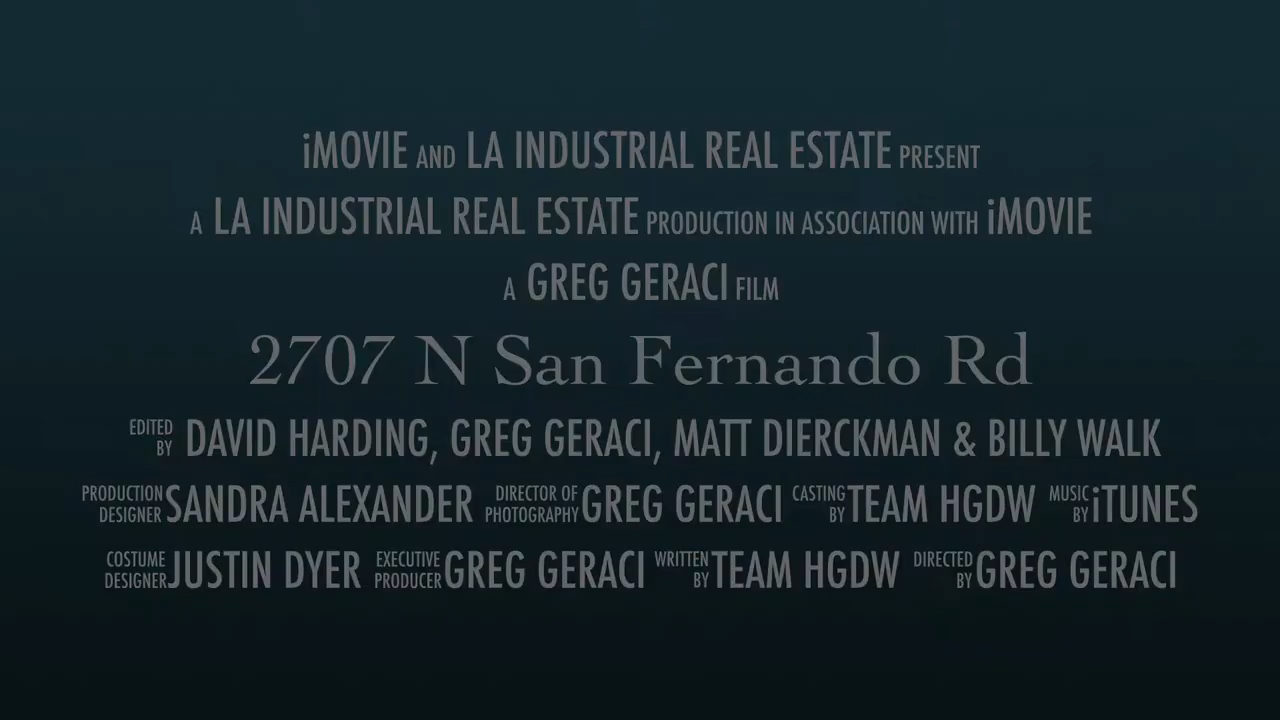 iMOVIE AND LA INDUSTRIAL REAL ESTATE PRESENT
A LA INDUSTRIAL REAL ESTATE PRODUCTION IN ASSOCIATION WITH iMOVIE
A GREG GERACI FILM
2707 N San Fernando Rd
EDITED BY DAVID HARDING, GREG GERACI, MATT DIERCKMAN & BILLY WALK
PRODUCTION DESIGNER SANDRA ALEXANDER DIRECTOR OF PHOTOGRAPHY GREG GERACI CASTING BY TEAM HGDW MUSIC BY iTUNES
COSTUME DESIGNER JUSTIN DYER EXECUTIVE PRODUCER GREG GERACI WRITTEN BY TEAM HGDW DIRECTED BY GREG GERACI